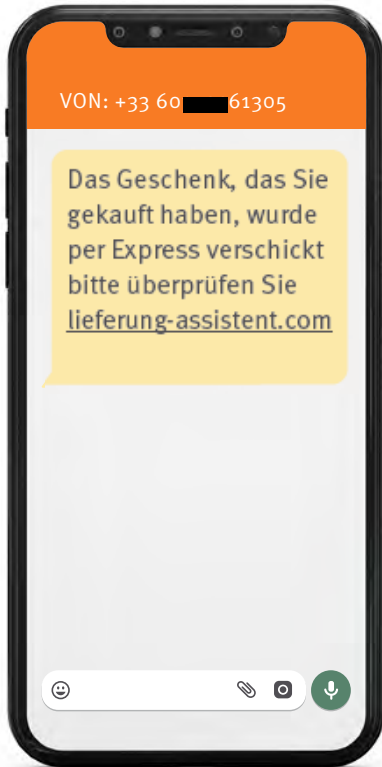 VON: +33 60 61305
Das Geschenk, das Sie
gekauft haben, wurde
per Express verschickt
bitte überprüfen Sie
lieferung-assistent.com